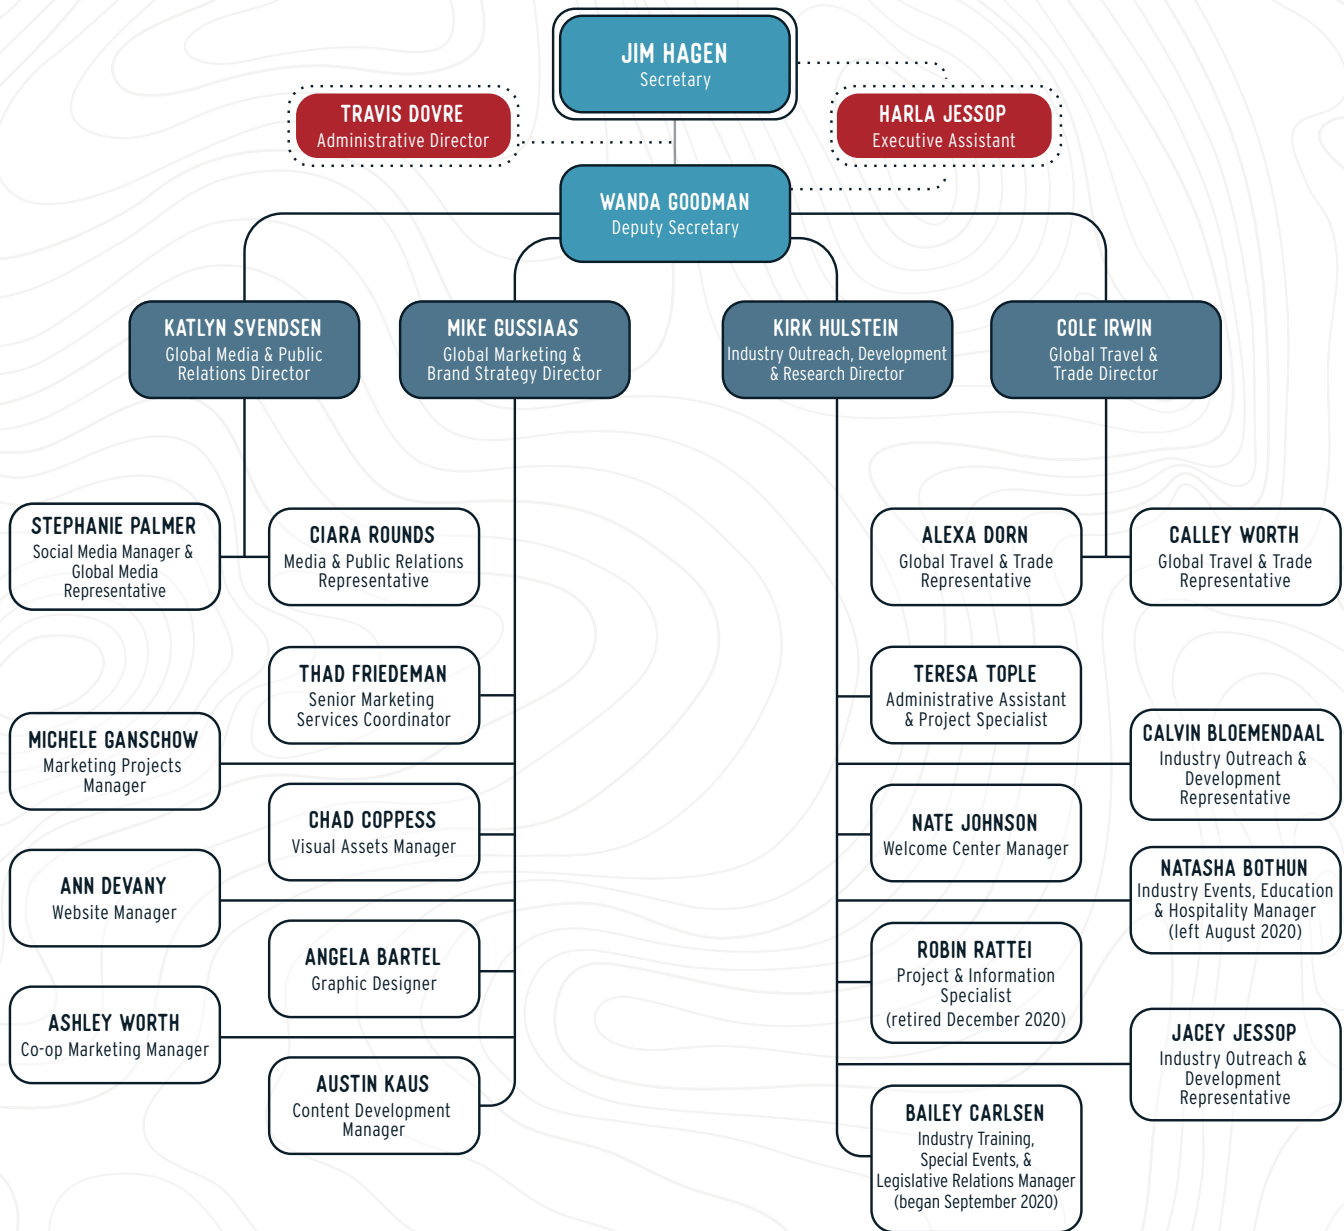 JIM HAGEN
Secretary
TRAVIS DOVRE
Administrative Director
HARLA JESSOP
Executive Assistant
WANDA GOODMAN
Deputy Secretary
KATLYN SVENDSEN
Global Media & Public
Relations Director
MIKE GUSSIAAS
Global Marketing &
Brand Strategy Director
KIRK HULSTEIN
Industry Outreach, Development
& Research Director
COLE IRWIN
Global Travel &
Trade Director
STEPHANIE PALMER
Social Media Manager &
Global Media
Representative
CIARA ROUNDS
Media & Public Relations
Representative
ALEXA DORN
Global Travel & Trade
Representative
CALLEY WORTH
Global Travel & Trade
Representative
THAD FRIEDEMAN
Senior Marketing
Services Coordinator
TERESA TOPLE
Administrative Assistant
& Project Specialist
MICHELE GANSCHOW
Marketing Projects
Manager
CALVIN BLOEMENDAAL
Industry Outreach &
Development
Representative
CHAD COPPESS
Visual Assets Manager
NATE JOHNSON
Welcome Center Manager
ANN DEVANY
Website Manager
NATASHA BOTHUN
Industry Events, Education
& Hospitality Manager
(left August 2020)
ANGELA BARTEL
Graphic Designer
ROBIN RATTEI
Project & Information
Specialist
(retired December 2020)
ASHLEY WORTH
Co-op Marketing Manager
JACEY JESSOP
Industry Outreach &
Development
Representative
AUSTIN KAUS
Content Development
Manager
BAILEY CARLSEN
Industry Training,
Special Events, &
Legislative Relations Manager
(began September 2020)